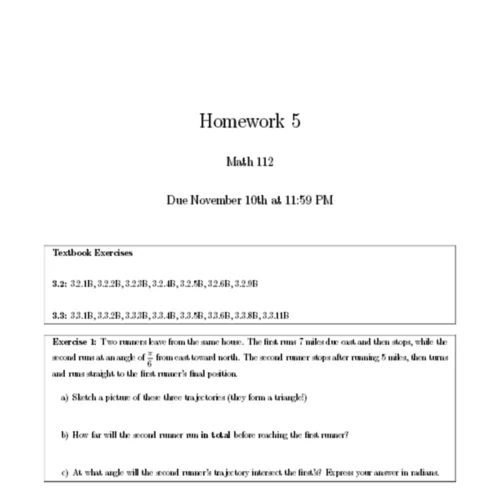 Homework 5
Math 112
Due November 10th at 11:59 PM
Textbook Exercises
3.2: 3.2.1B, 3.2.2B, 3.2.3B, 3.2.4B, 3.2.5B, 3.2.6B, 3.2.9B
3.3: 3.3.1B, 3.3.2B, 3.3.3B, 3.3.4B, 3.3.5B, 3.3.6B, 3.3.8B, 3.3.11B
Exercise 1: Two runners leave from the same house. The first runs 7 miles due east and then stops, while the
second runs at an angle of π/6 from east toward north. The second runner stops after running 5 miles, then turns
and runs straight to the first runner's final position.
a) Sketch a picture of these three trajectories (they form a triangle!)
b) How far will the second runner run in total before reaching the first runner?
c) At what angle will the second runner's trajectory intersect the first's? Express your answer in radians.